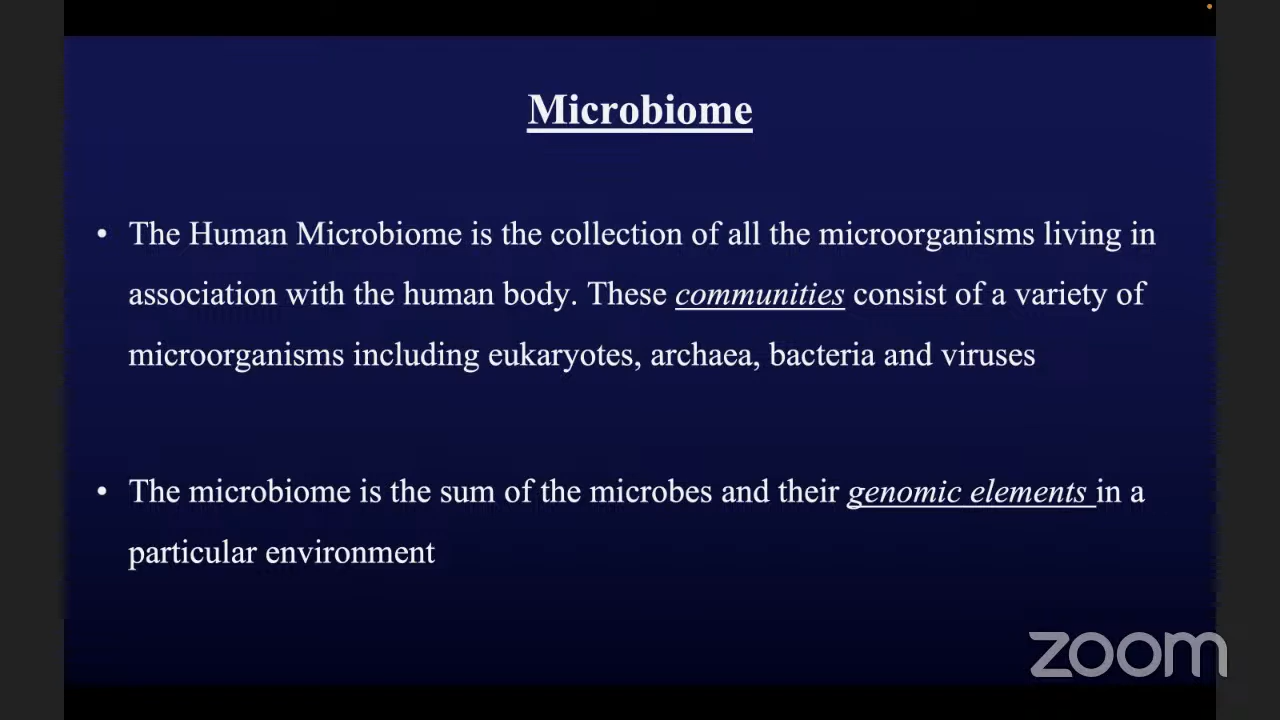 Microbiome
• The Human Microbiome is the collection of all the microorganisms living in
association with the human body. These communities consist of a variety of
microorganisms including eukaryotes, archaea, bacteria and viruses
• The microbiome is the sum of the microbes and their genomic elements in a
particular environment
zoom